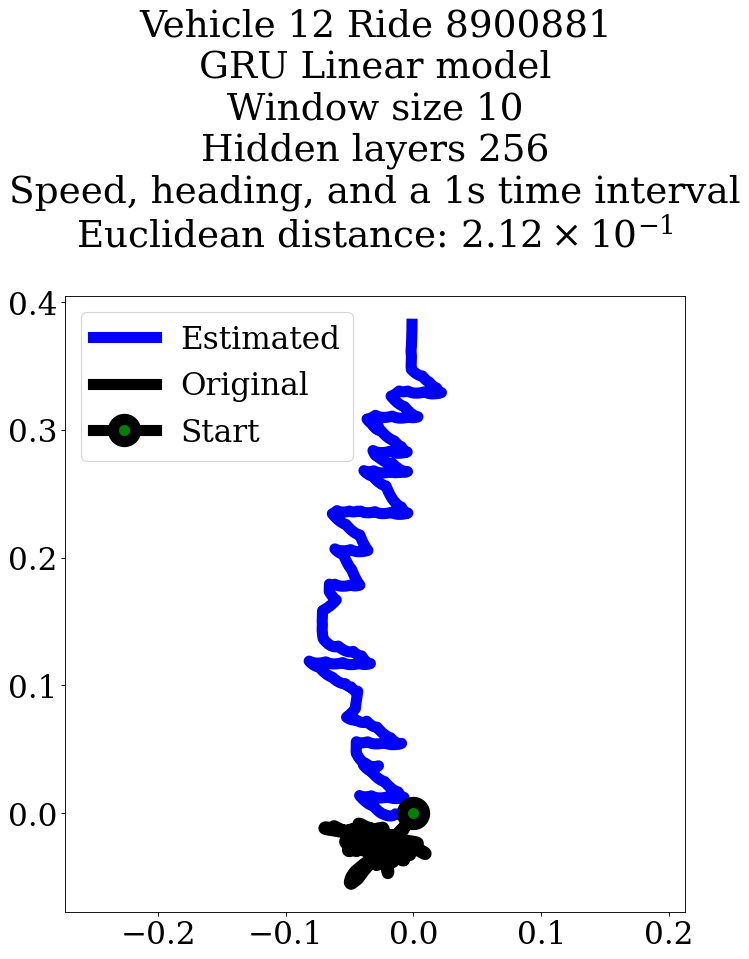 Vehicle 12 Ride 8900881
GRU Linear model
Window size 10
Hidden layers 256
Speed, heading, and a 1s time interval
Euclidean distance: 2.12 × 10⁻¹
Estimated
Original
Start
0.4
0.3
0.2
0.1
0.0
−0.2 −0.1 0.0 0.1 0.2